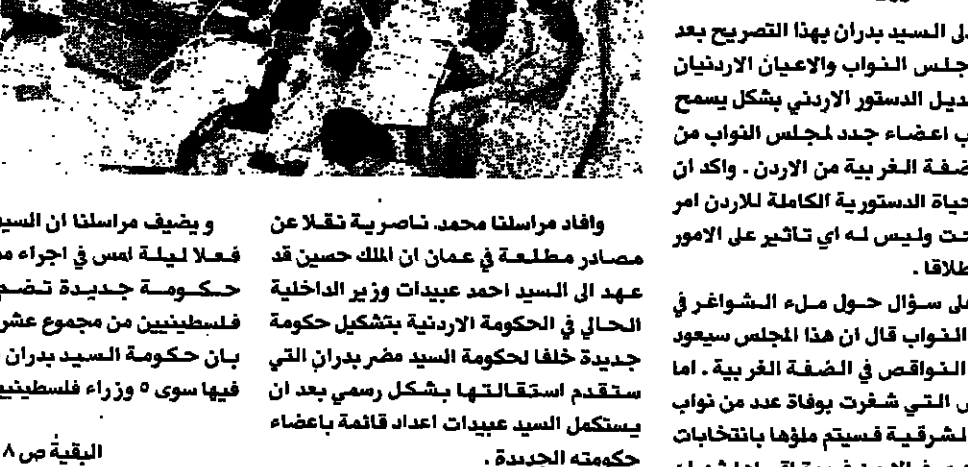 دلى السيد بدران بهذا التصريح بعد
جلس النواب والاعيان الاردنيان
ديل الدستور الاردني بشكل يسمح
ب اعضاء جدد لمجلس النواب من
ضفة الغربية من الاردن . واكد ان
حياة الدستورية الكاملة للاردن امر
حت وليس له اي تاثير على الامور
طلاقا .
على سؤال حول ملء الشواغر في
النواب قال ان هذا المجلس سيعود
النواقص في الضفة الغربية . اما
التي شغرت بوفاة عدد من نواب
لشرقية فسيتم ملؤها بانتخابات
وافاد مراسلنا محمد. ناصرية نقلا عن
مصادر مطلعة في عمان ان الملك حسين قد
عهد الى السيد احمد عبيدات وزير الداخلية
الحالي في الحكومة الاردنية بتشكيل حكومة
جديدة خلفا لحكومة السيد مضر بدران التي
ستقدم استقالتها بشكل رسمي بعد ان
يستكمل السيد عبيدات اعداد قائمة باعضاء
حكومته الجديدة .
ويضيف مراسلنا ان السيد
فعلا ليلة امس في اجراء مش
حكومة جديدة تضم
فلسطينيين من مجموع عشر
بان حكومة السيد بدران
فيها سوى ٥ وزراء فلسطينيي
البقية ص ٨